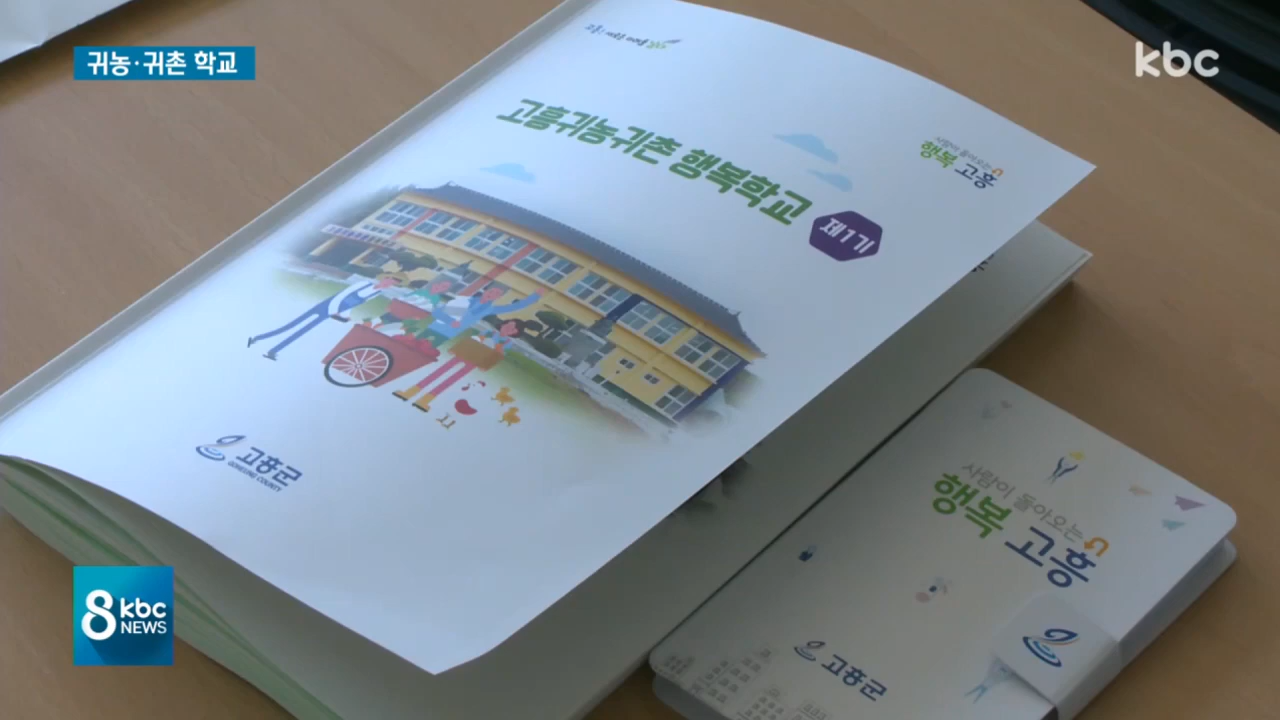 귀농·귀촌 학교
kbc
고흥귀농귀촌 행복학교
제1기
사람이 돌아오는
행복 고흥
고흥군
GOHEUNG COUNTY
사람이 돌아오는
행복 고흥
고흥군
8 kbc
NEWS